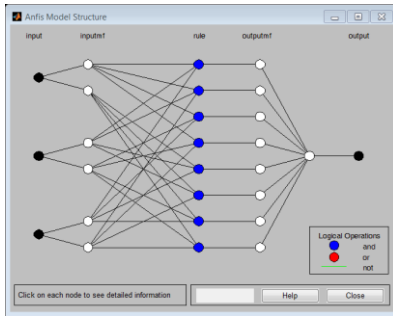 Anfis Model Structure
input inputmf rule outputmf output
Logical Operations
and
or
not
Click on each node to see detailed information
Help
Close